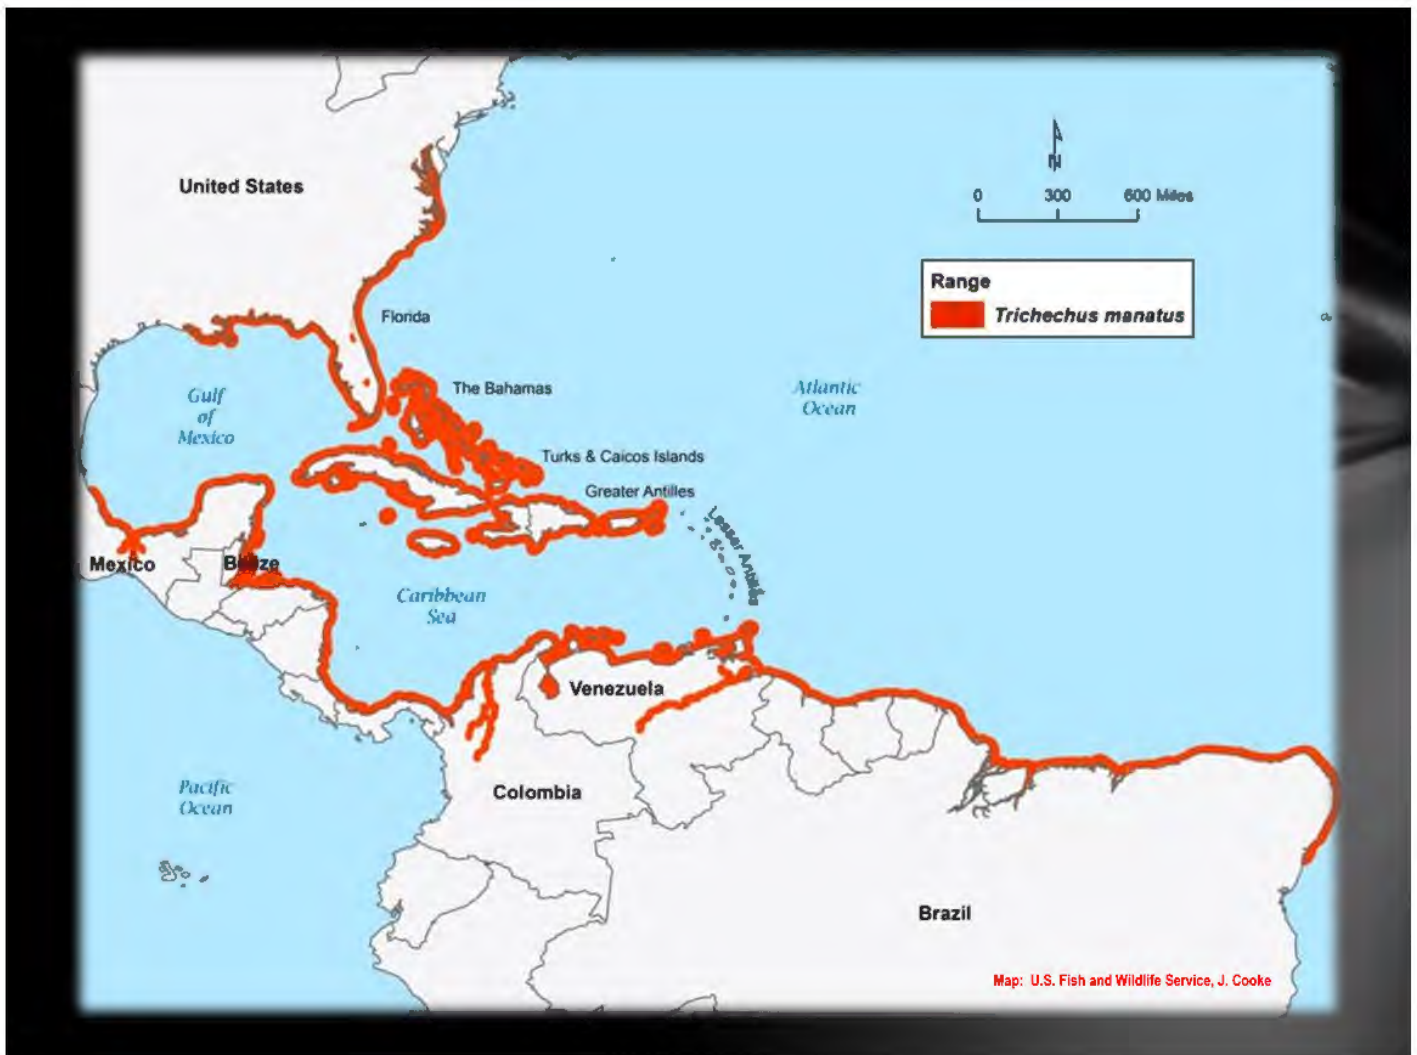 United States
N
0 300 600 Miles
Range
Trichechus manatus
Florida
The Bahamas
Gulf
of
Mexico
Atlantic
Ocean
Turks & Caicos Islands
Greater Antilles
Lesser Antilles
Mexico
Belize
Caribbean
Sea
Venezuela
Pacific
Ocean
Colombia
Brazil
Map: U.S. Fish and Wildlife Service, J. Cooke